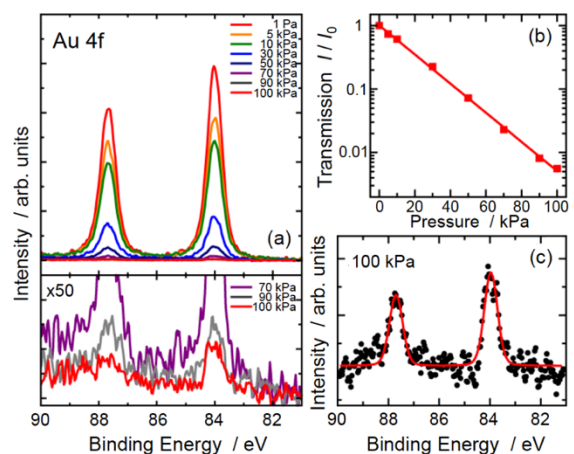 Au 4f
1 Pa
5 kPa
10 kPa
30 kPa
50 kPa
70 kPa
90 kPa
100 kPa
(a)
Intensity / arb. units
x50
70 kPa
90 kPa
100 kPa
90 88 86 84 82
Binding Energy / eV
(b)
Transmission I / I0
1
0.1
0.01
0 20 40 60 80 100
Pressure / kPa
100 kPa
(c)
Intensity / arb. units
90 88 86 84 82
Binding Energy / eV